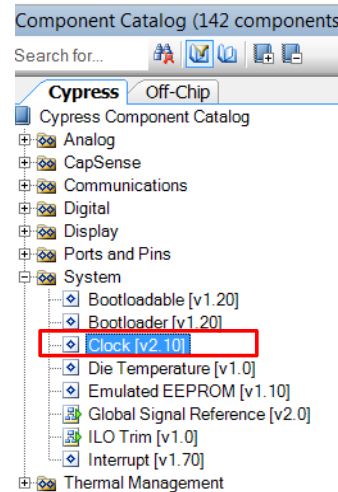 Component Catalog (142 components
Search for...
Cypress Off-Chip
Cypress Component Catalog
Analog
CapSense
Communications
Digital
Display
Ports and Pins
System
Bootloadable [v1.20]
Bootloader [v1.20]
Clock [v2.10]
Die Temperature [v1.0]
Emulated EEPROM [v1.10]
Global Signal Reference [v2.0]
ILO Trim [v1.0]
Interrupt [v1.70]
Thermal Management